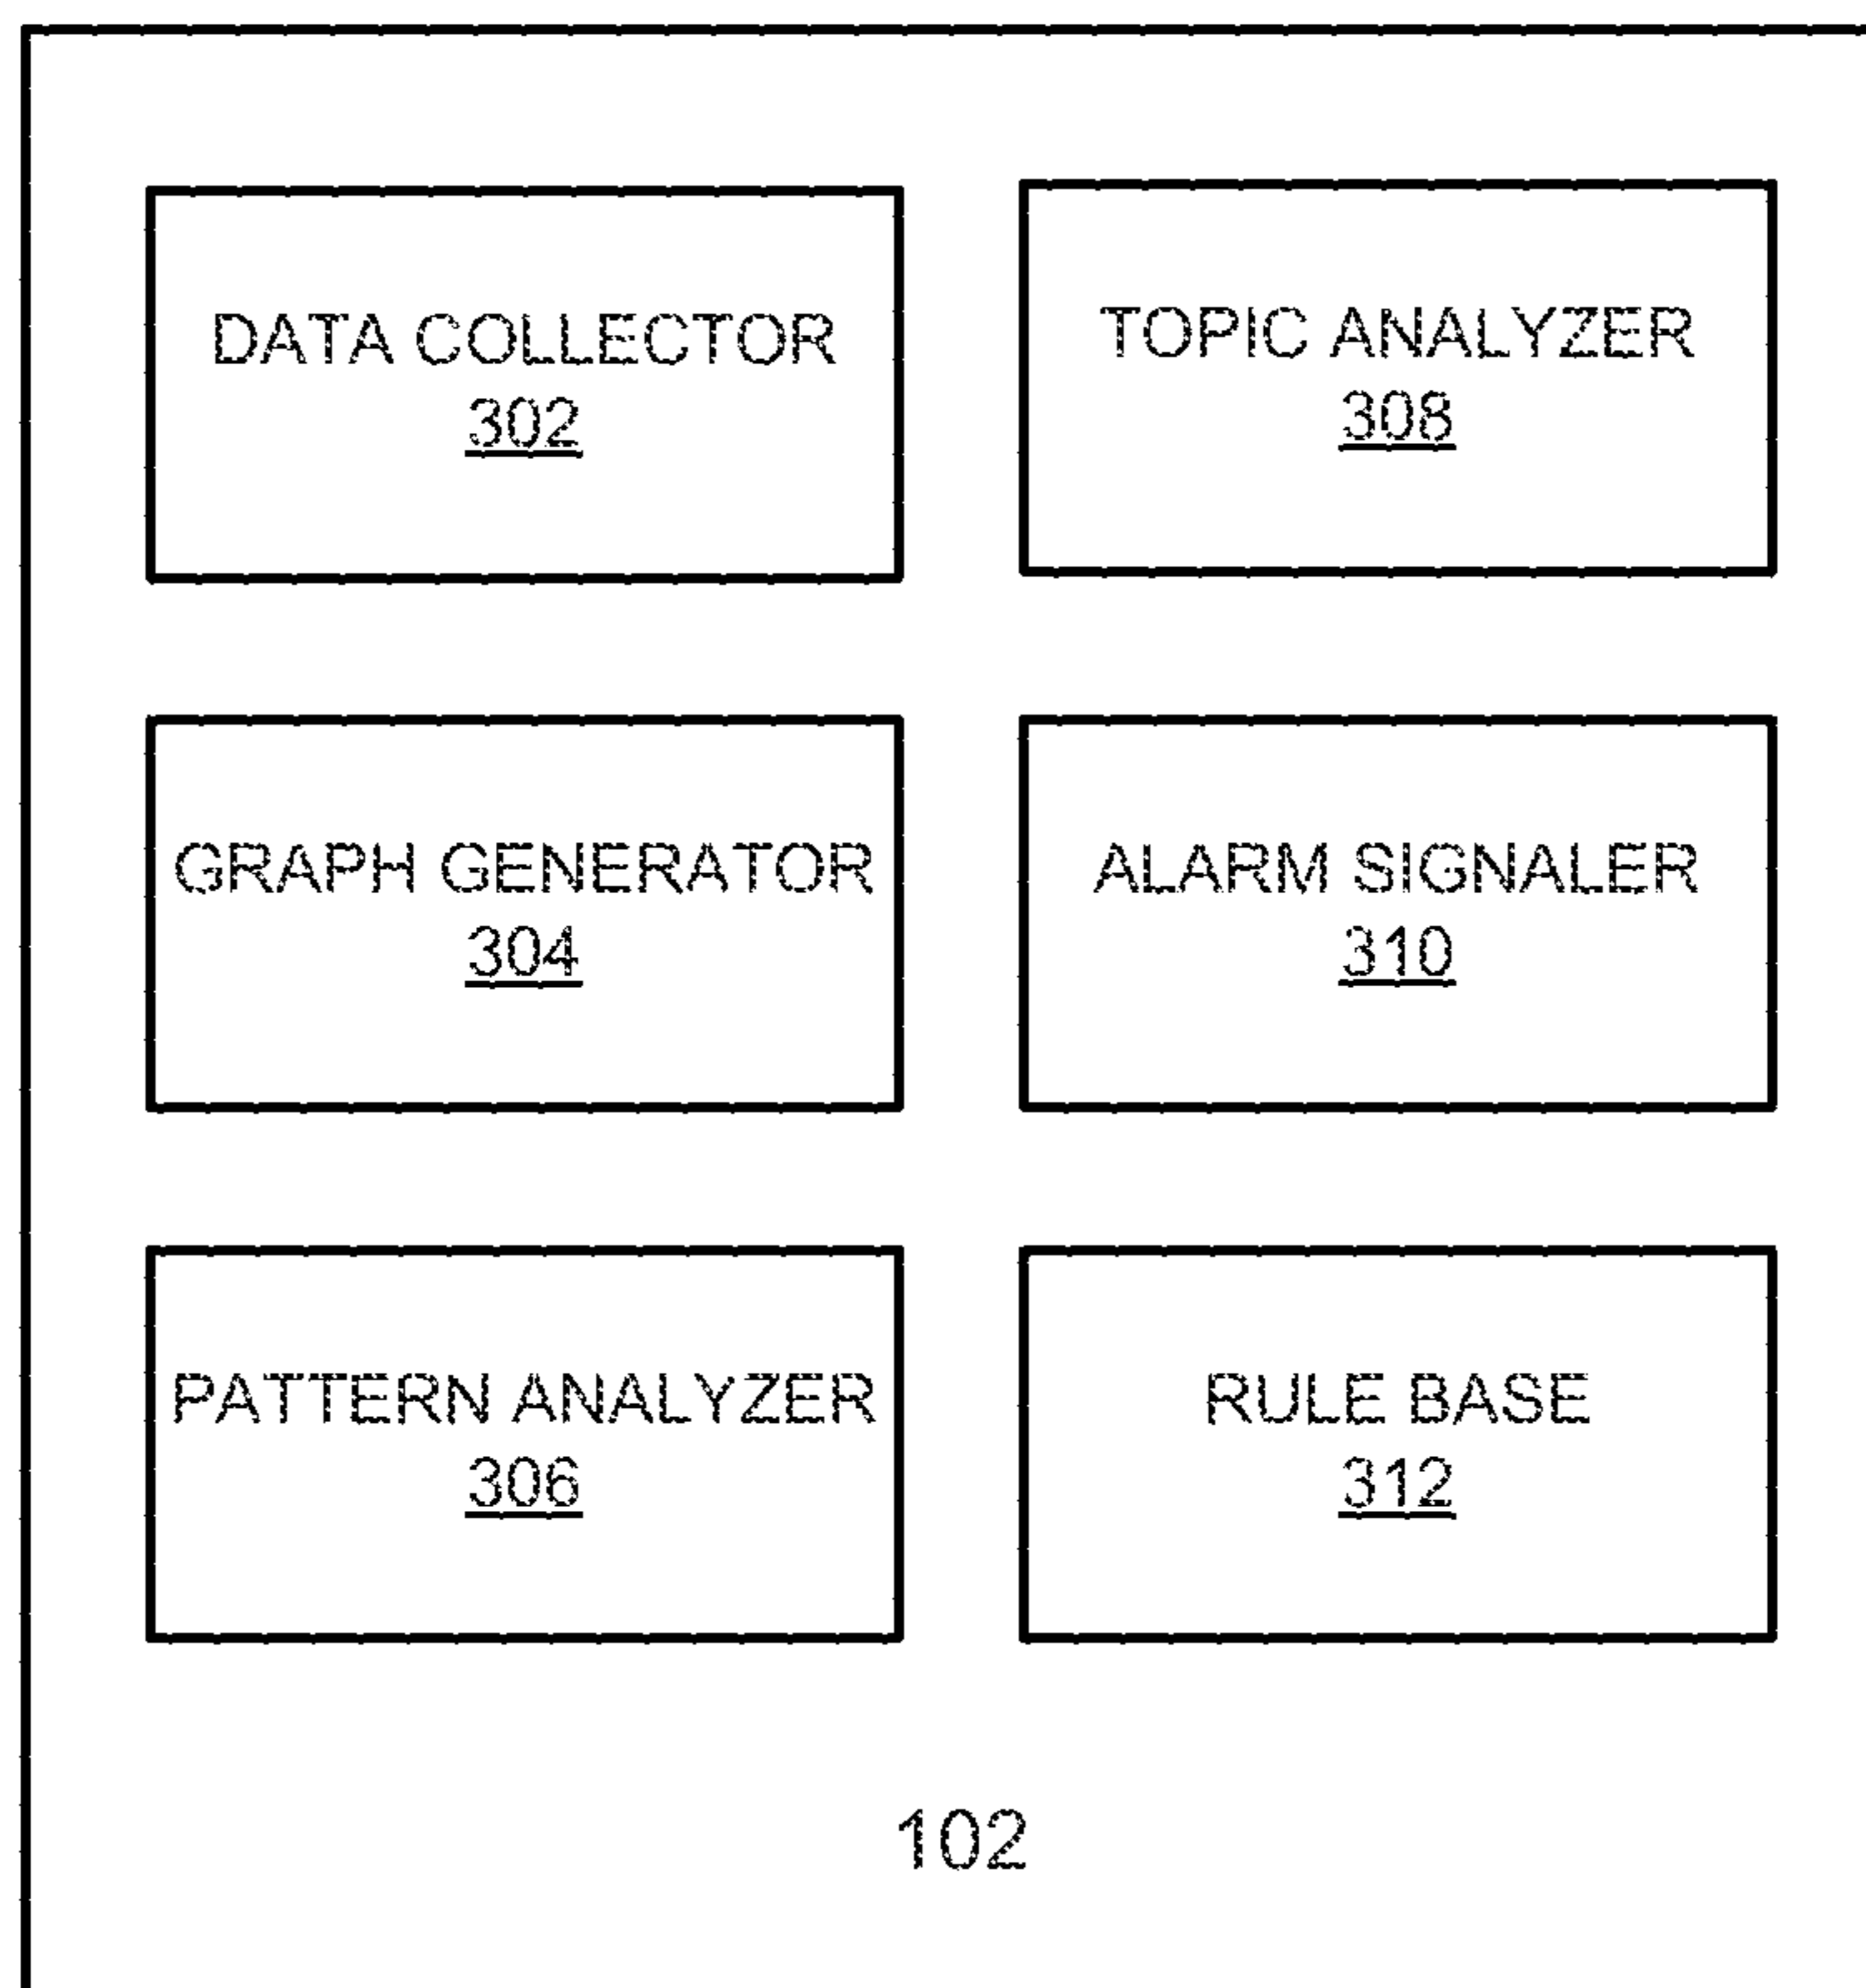 DATA COLLECTOR
302
TOPIC ANALYZER
308
GRAPH GENERATOR
304
ALARM SIGNALER
310
PATTERN ANALYZER
306
RULE BASE
312
102